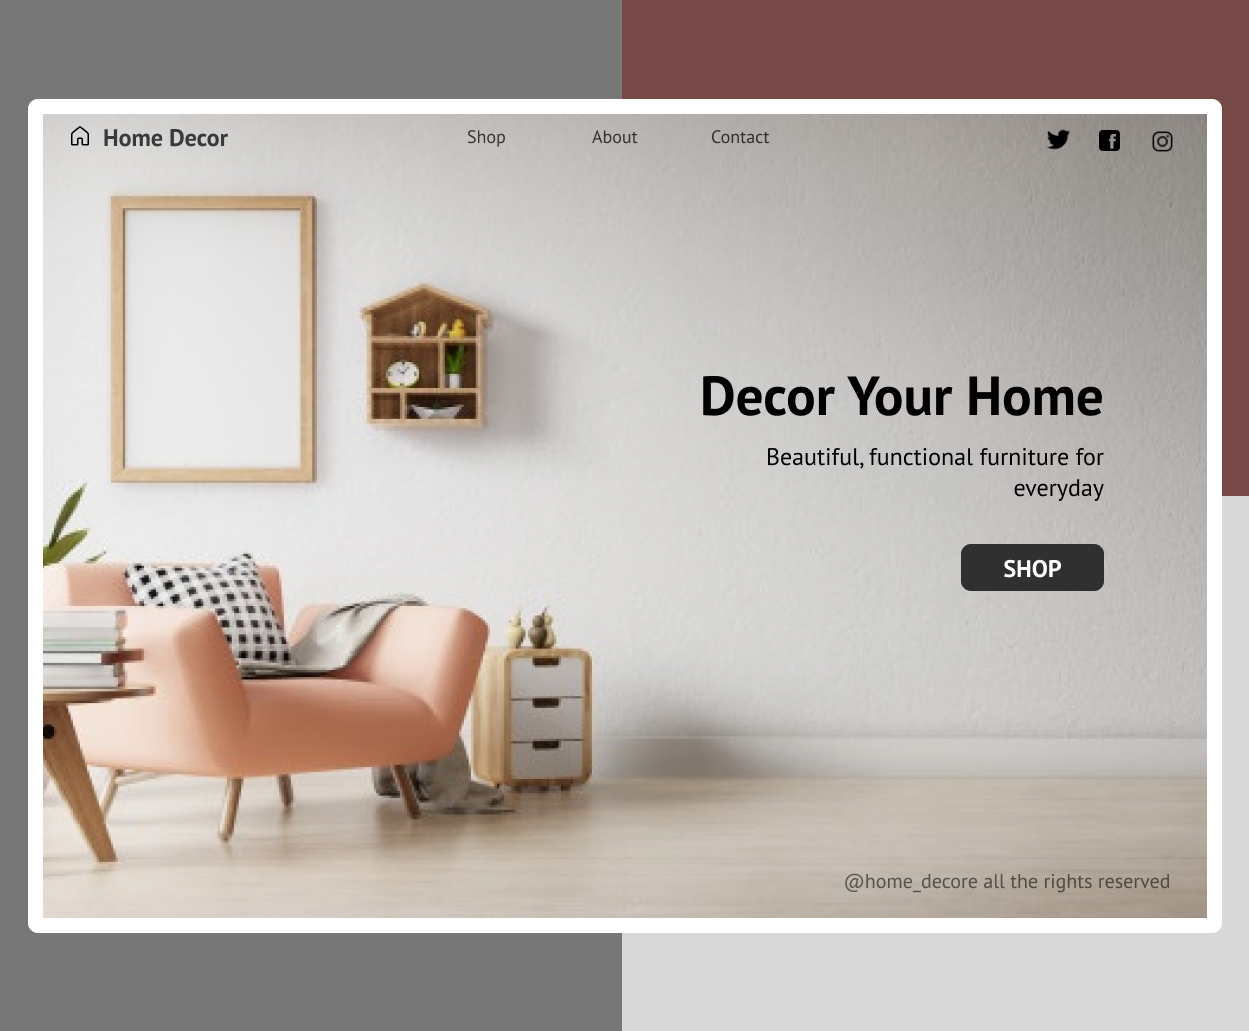 Home Decor
Shop
About
Contact
Decor Your Home
Beautiful, functional furniture for
everyday
SHOP
@home_decore all the rights reserved